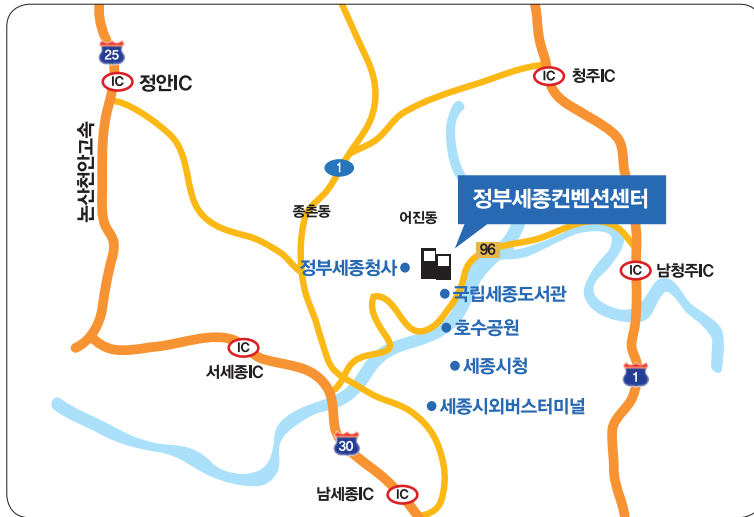 25
IC
정안IC
IC
청주IC
논산천안고속
1
종촌동
어진동
정부세종컨벤션센터
96
정부세종청사
국립세종도서관
IC
남청주IC
호수공원
IC
서세종IC
세종시청
1
세종시외버스터미널
30
남세종IC
IC